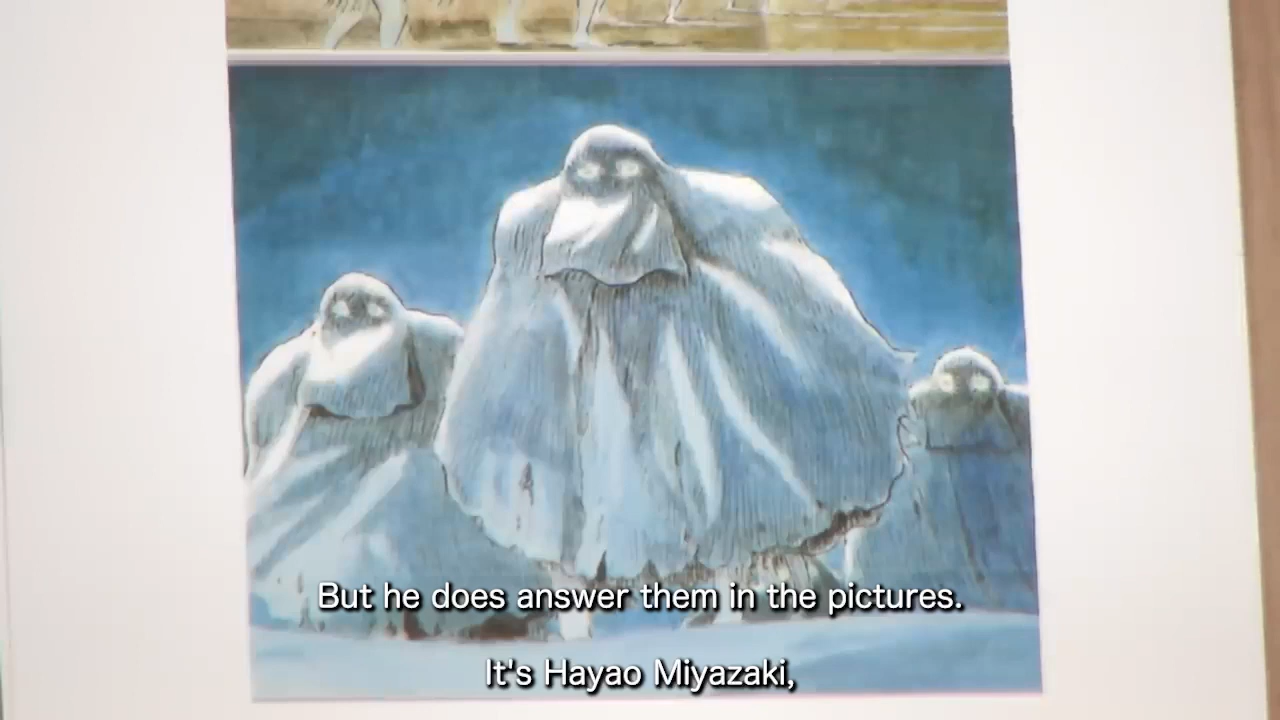 But he does answer them in the pictures.
It's Hayao Miyazaki,